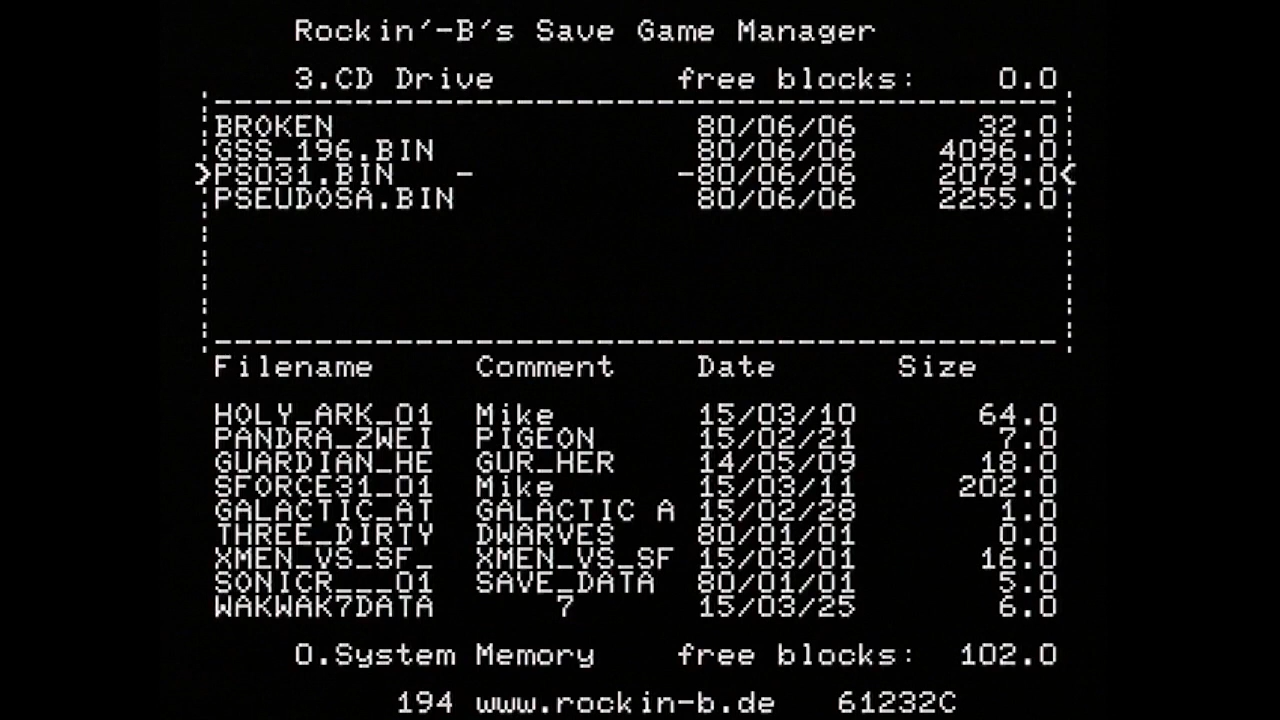 Rockin'-B's Save Game Manager
3.CD Drive free blocks: 0.0
BROKEN 80/06/06 32.0
GSS_196.BIN 80/06/06 4096.0
>PSO31.BIN - -80/06/06 2079.0<
PSEUDOSA.BIN 80/06/06 2255.0
Filename Comment Date Size
HOLY_ARK_01 Mike 15/03/10 64.0
PANDRA_ZWEI PIGEON 15/02/21 7.0
GUARDIAN_HE GUR_HER 14/05/09 18.0
SFORCE31_01 Mike 15/03/11 202.0
GALACTIC_AT GALACTIC A 15/02/28 1.0
THREE_DIRTY DWARVES 80/01/01 0.0
XMEN_VS_SF_ XMEN_VS_SF 15/03/01 16.0
SONICR___01 SAVE_DATA 80/01/01 5.0
WAKWAK7DATA 7 15/03/25 6.0
0.System Memory free blocks: 102.0
194 www.rockin-b.de 61232C